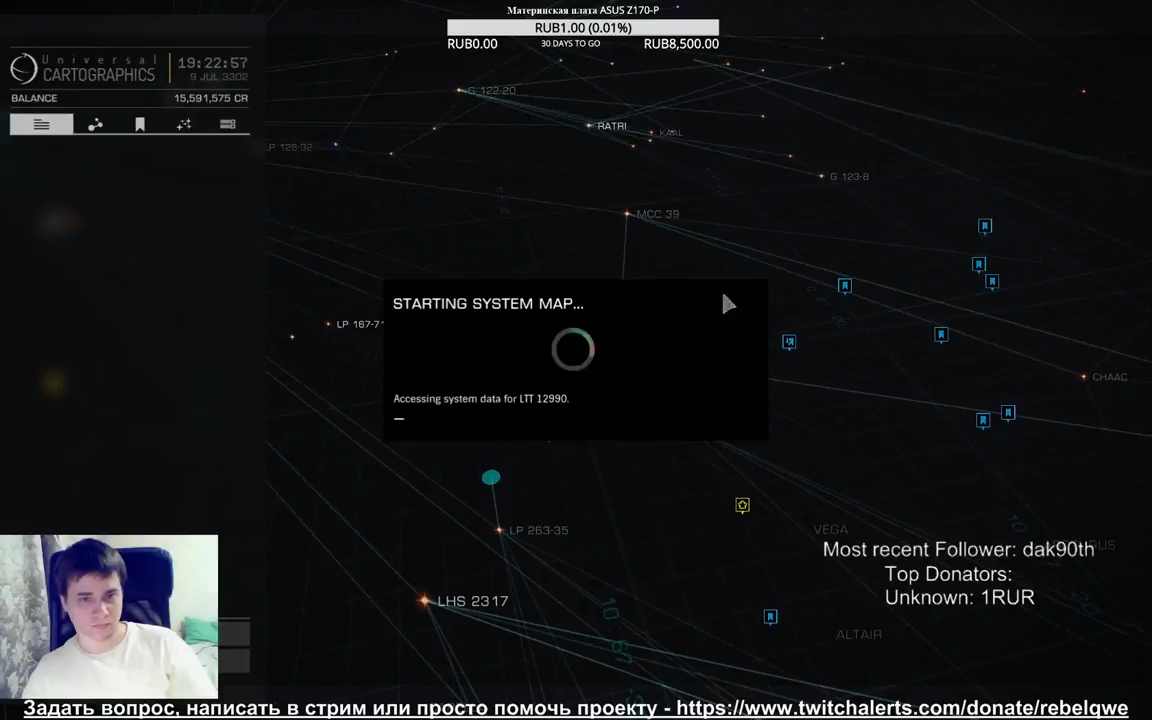 Материнская плата ASUS Z170-P
RUB1.00 (0.01%)
RUB0.00 30 DAYS TO GO RUB8,500.00
Universal
CARTOGRAPHICS
19:22:57
9 JUL 3302
BALANCE 15,591,575 CR
G 122-20
RATRI
KAAL
LP 128-32
G 123-8
MCC 39
STARTING SYSTEM MAP...
LP 167-71
CHAAC
Accessing system data for LTT 12990.
LP 263-35
VEGA
Most recent Follower: dak90th
Top Donators:
Unknown: 1RUR
LHS 2317
ALTAIR
Задать вопрос, написать в стрим или просто помочь проекту - https://www.twitchalerts.com/donate/rebelqwe